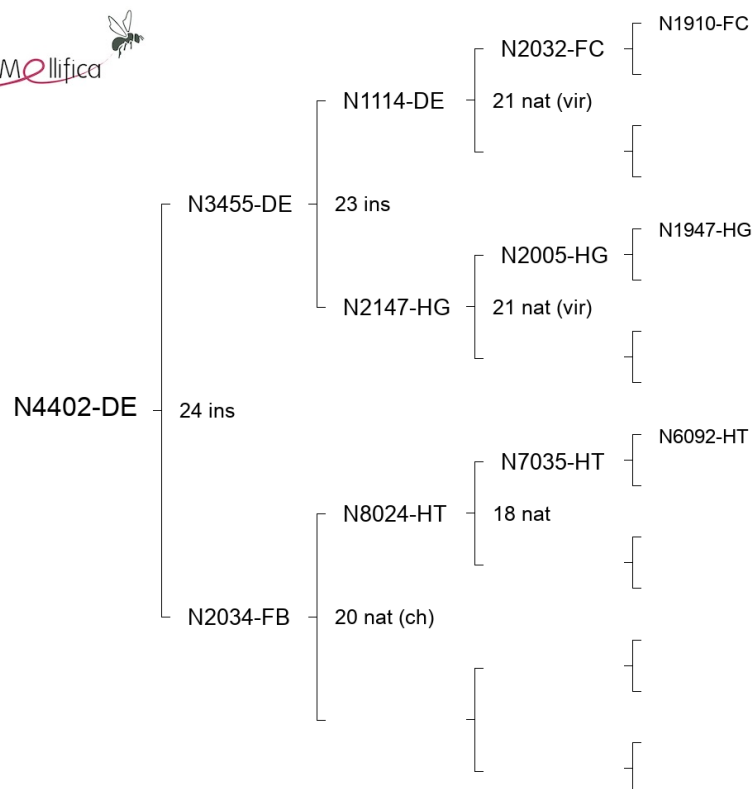 Mellifica
N1910-FC
N2032-FC
N1114-DE
21 nat (vir)
N3455-DE
23 ins
N1947-HG
N2005-HG
N2147-HG
21 nat (vir)
N4402-DE
24 ins
N6092-HT
N7035-HT
N8024-HT
18 nat
N2034-FB
20 nat (ch)